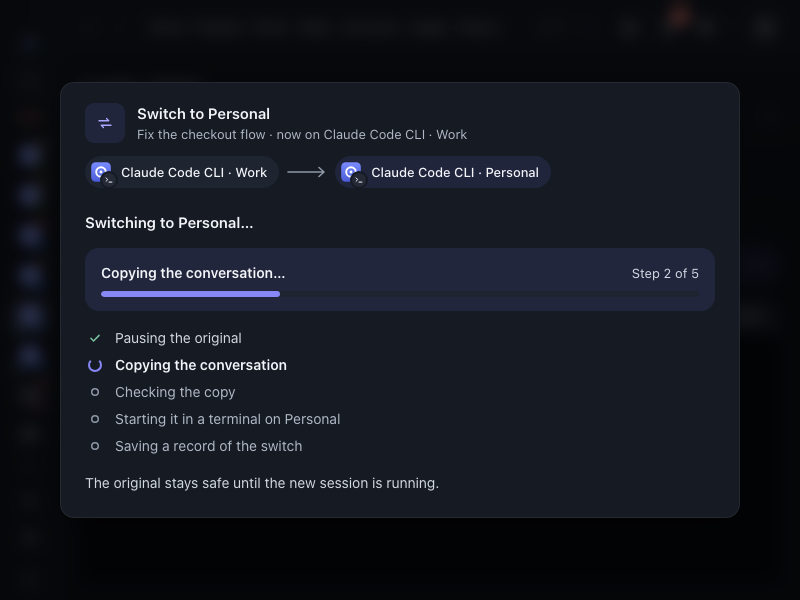 Switch to Personal
Fix the checkout flow · now on Claude Code CLI · Work
Claude Code CLI · Work
Claude Code CLI · Personal
Switching to Personal...
Copying the conversation...
Step 2 of 5
Pausing the original
Copying the conversation
Checking the copy
Starting it in a terminal on Personal
Saving a record of the switch
The original stays safe until the new session is running.